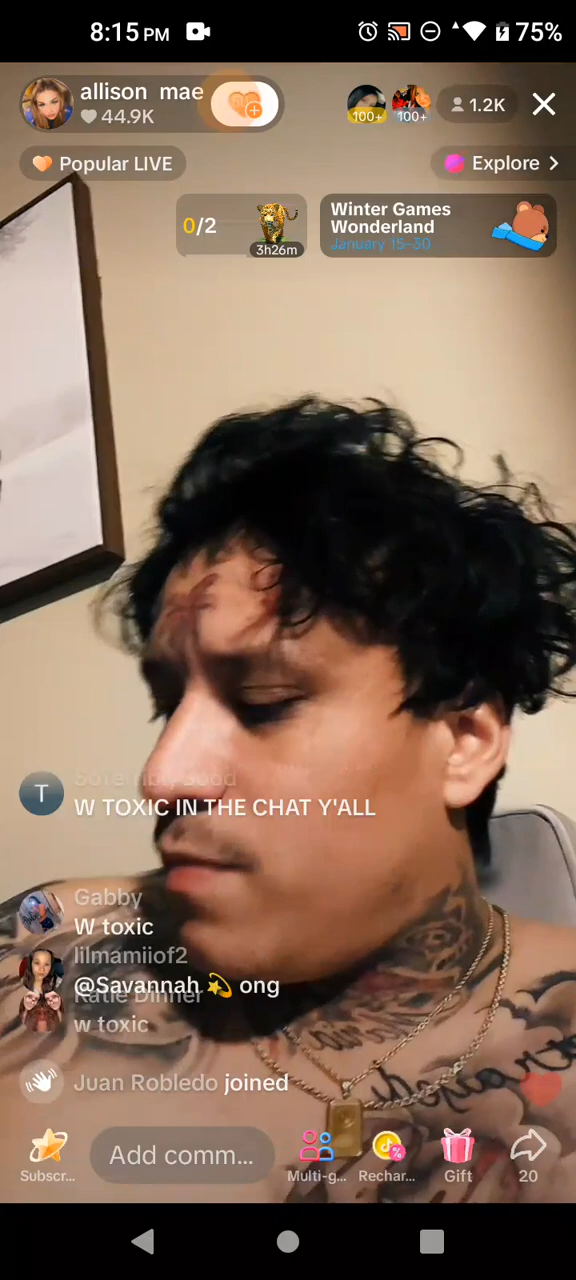 8:15 PM
75%
allison mae
44.9K
100+
100+
1.2K
Popular LIVE
Explore >
0/2
3h26m
Winter Games
Wonderland
January 15-30
T
W TOXIC IN THE CHAT Y'ALL
Gabby
W toxic
lilmamiiof2
@Savannah 💫 ong
Katie Dinner
w toxic
Juan Robledo joined
Subscr...
Add comm...
Multi-g...
Rechar...
Gift
20